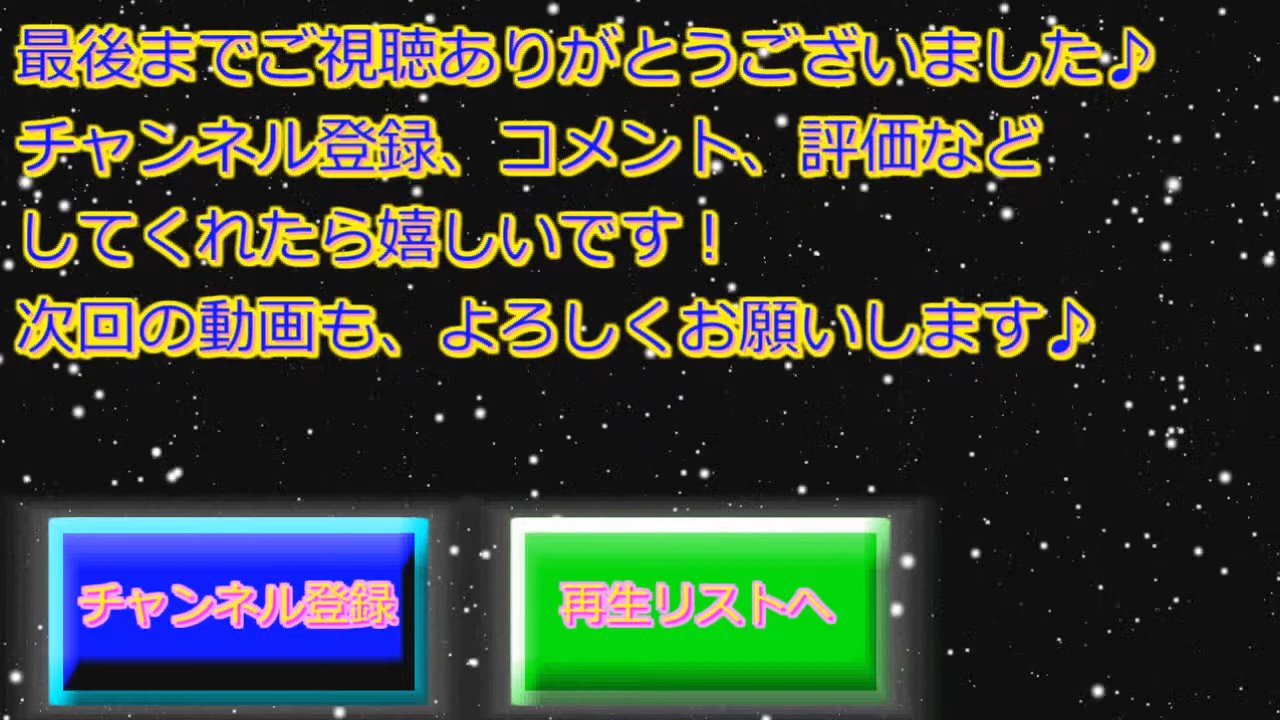 最後までご視聴ありがとうございました♪
チャンネル登録、コメント、評価など
してくれたら嬉しいです！
次回の動画も、よろしくお願いします♪
チャンネル登録
再生リストへ